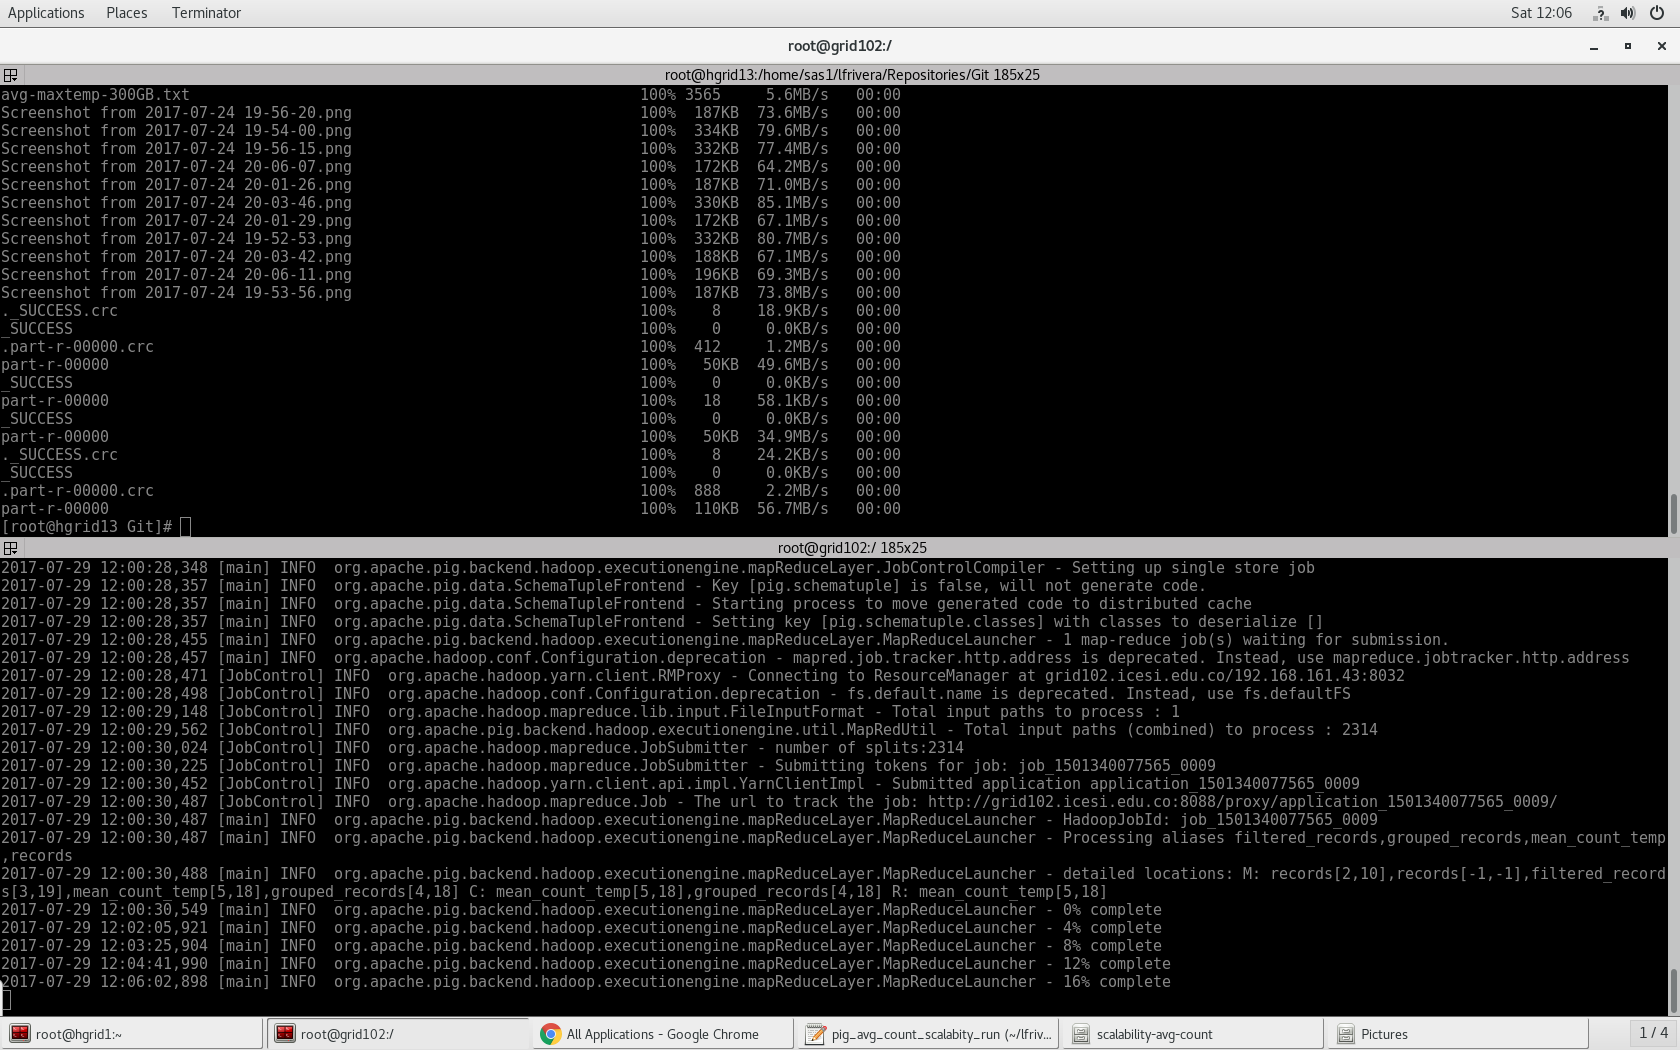 Applications Places Terminator Sat 12:06
root@grid102:/
root@hgrid13:/home/sas1/lfrivera/Repositories/Git 185x25
avg-maxtemp-300GB.txt 100% 3565 5.6MB/s 00:00
Screenshot from 2017-07-24 19-56-20.png 100% 187KB 73.6MB/s 00:00
Screenshot from 2017-07-24 19-54-00.png 100% 334KB 79.6MB/s 00:00
Screenshot from 2017-07-24 19-56-15.png 100% 332KB 77.4MB/s 00:00
Screenshot from 2017-07-24 20-06-07.png 100% 172KB 64.2MB/s 00:00
Screenshot from 2017-07-24 20-01-26.png 100% 187KB 71.0MB/s 00:00
Screenshot from 2017-07-24 20-03-46.png 100% 330KB 85.1MB/s 00:00
Screenshot from 2017-07-24 20-01-29.png 100% 172KB 67.1MB/s 00:00
Screenshot from 2017-07-24 19-52-53.png 100% 332KB 80.7MB/s 00:00
Screenshot from 2017-07-24 20-03-42.png 100% 188KB 67.1MB/s 00:00
Screenshot from 2017-07-24 20-06-11.png 100% 196KB 69.3MB/s 00:00
Screenshot from 2017-07-24 19-53-56.png 100% 187KB 73.8MB/s 00:00
._SUCCESS.crc 100% 8 18.9KB/s 00:00
_SUCCESS 100% 0 0.0KB/s 00:00
.part-r-00000.crc 100% 412 1.2MB/s 00:00
part-r-00000 100% 50KB 49.6MB/s 00:00
_SUCCESS 100% 0 0.0KB/s 00:00
part-r-00000 100% 18 58.1KB/s 00:00
_SUCCESS 100% 0 0.0KB/s 00:00
part-r-00000 100% 50KB 34.9MB/s 00:00
._SUCCESS.crc 100% 8 24.2KB/s 00:00
_SUCCESS 100% 0 0.0KB/s 00:00
.part-r-00000.crc 100% 888 2.2MB/s 00:00
part-r-00000 100% 110KB 56.7MB/s 00:00
[root@hgrid13 Git]#
root@grid102:/ 185x25
2017-07-29 12:00:28,348 [main] INFO org.apache.pig.backend.hadoop.executionengine.mapReduceLayer.JobControlCompiler - Setting up single store job
2017-07-29 12:00:28,357 [main] INFO org.apache.pig.data.SchemaTupleFrontend - Key [pig.schematuple] is false, will not generate code.
2017-07-29 12:00:28,357 [main] INFO org.apache.pig.data.SchemaTupleFrontend - Starting process to move generated code to distributed cache
2017-07-29 12:00:28,357 [main] INFO org.apache.pig.data.SchemaTupleFrontend - Setting key [pig.schematuple.classes] with classes to deserialize []
2017-07-29 12:00:28,455 [main] INFO org.apache.pig.backend.hadoop.executionengine.mapReduceLayer.MapReduceLauncher - 1 map-reduce job(s) waiting for submission.
2017-07-29 12:00:28,457 [main] INFO org.apache.hadoop.conf.Configuration.deprecation - mapred.job.tracker.http.address is deprecated. Instead, use mapreduce.jobtracker.http.address
2017-07-29 12:00:28,471 [JobControl] INFO org.apache.hadoop.yarn.client.RMProxy - Connecting to ResourceManager at grid102.icesi.edu.co/192.168.161.43:8032
2017-07-29 12:00:28,498 [JobControl] INFO org.apache.hadoop.conf.Configuration.deprecation - fs.default.name is deprecated. Instead, use fs.defaultFS
2017-07-29 12:00:29,148 [JobControl] INFO org.apache.hadoop.mapreduce.lib.input.FileInputFormat - Total input paths to process : 1
2017-07-29 12:00:29,562 [JobControl] INFO org.apache.pig.backend.hadoop.executionengine.util.MapRedUtil - Total input paths (combined) to process : 2314
2017-07-29 12:00:30,024 [JobControl] INFO org.apache.hadoop.mapreduce.JobSubmitter - number of splits:2314
2017-07-29 12:00:30,225 [JobControl] INFO org.apache.hadoop.mapreduce.JobSubmitter - Submitting tokens for job: job_1501340077565_0009
2017-07-29 12:00:30,452 [JobControl] INFO org.apache.hadoop.yarn.client.api.impl.YarnClientImpl - Submitted application application_1501340077565_0009
2017-07-29 12:00:30,487 [JobControl] INFO org.apache.hadoop.mapreduce.Job - The url to track the job: http://grid102.icesi.edu.co:8088/proxy/application_1501340077565_0009/
2017-07-29 12:00:30,487 [main] INFO org.apache.pig.backend.hadoop.executionengine.mapReduceLayer.MapReduceLauncher - HadoopJobId: job_1501340077565_0009
2017-07-29 12:00:30,487 [main] INFO org.apache.pig.backend.hadoop.executionengine.mapReduceLayer.MapReduceLauncher - Processing aliases filtered_records,grouped_records,mean_count_temp
,records
2017-07-29 12:00:30,488 [main] INFO org.apache.pig.backend.hadoop.executionengine.mapReduceLayer.MapReduceLauncher - detailed locations: M: records[2,10],records[-1,-1],filtered_record
s[3,19],mean_count_temp[5,18],grouped_records[4,18] C: mean_count_temp[5,18],grouped_records[4,18] R: mean_count_temp[5,18]
2017-07-29 12:00:30,549 [main] INFO org.apache.pig.backend.hadoop.executionengine.mapReduceLayer.MapReduceLauncher - 0% complete
2017-07-29 12:02:05,921 [main] INFO org.apache.pig.backend.hadoop.executionengine.mapReduceLayer.MapReduceLauncher - 4% complete
2017-07-29 12:03:25,904 [main] INFO org.apache.pig.backend.hadoop.executionengine.mapReduceLayer.MapReduceLauncher - 8% complete
2017-07-29 12:04:41,990 [main] INFO org.apache.pig.backend.hadoop.executionengine.mapReduceLayer.MapReduceLauncher - 12% complete
2017-07-29 12:06:02,898 [main] INFO org.apache.pig.backend.hadoop.executionengine.mapReduceLayer.MapReduceLauncher - 16% complete
root@hgrid1:~ root@grid102:/ All Applications - Google Chrome pig_avg_count_scalabity_run (~/lfriv... scalability-avg-count Pictures 1 / 4